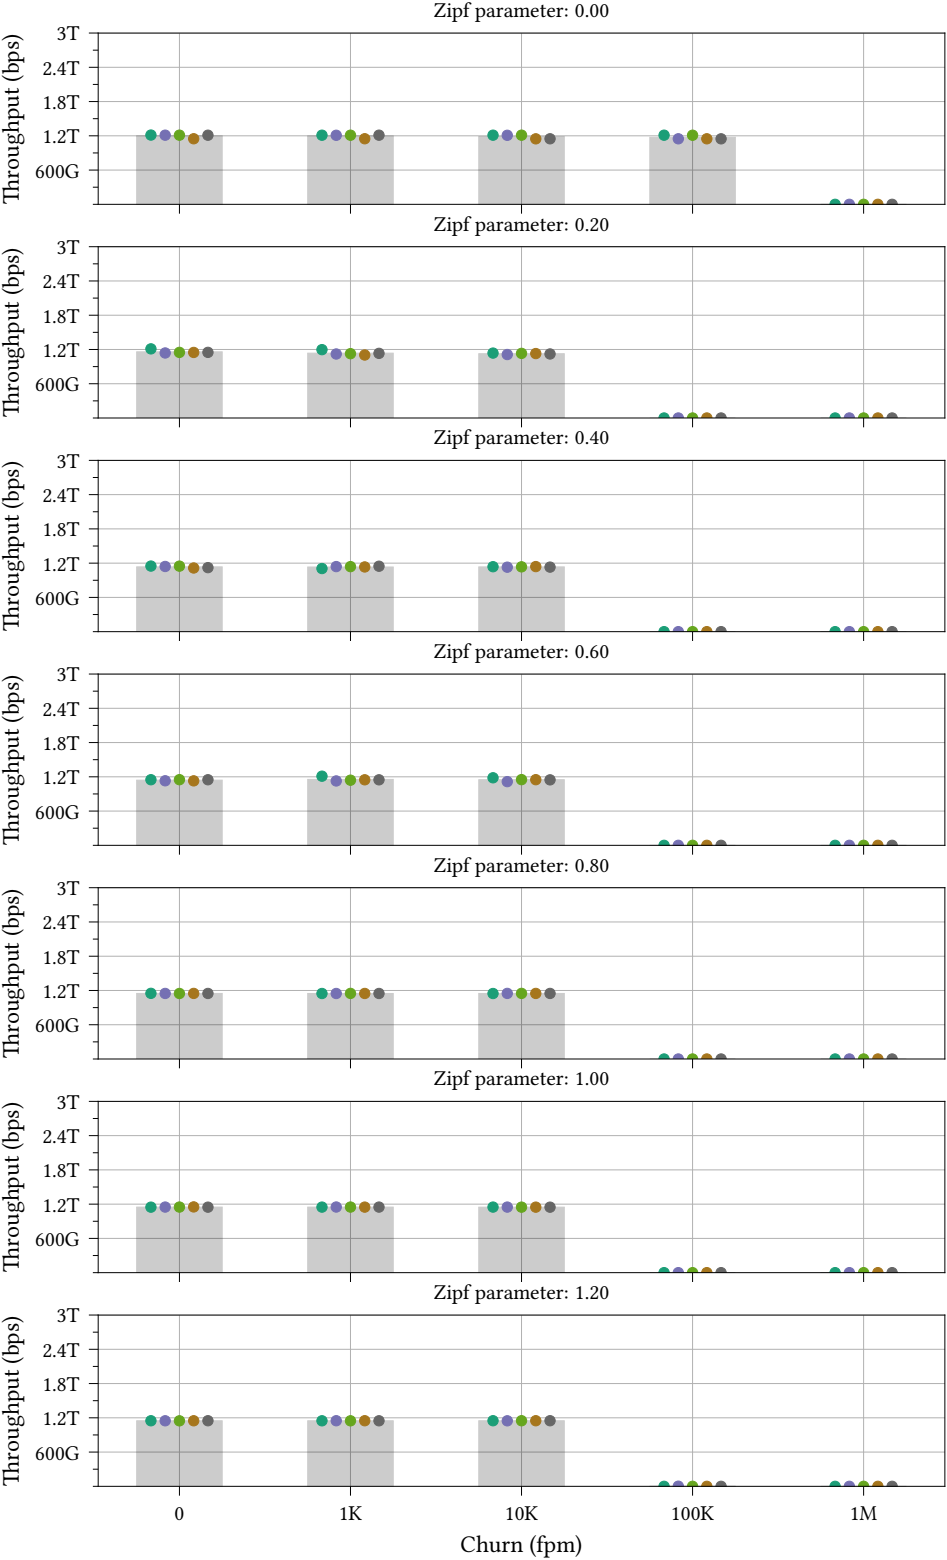 Zipf parameter: 0.00
Throughput (bps)
3T
2.4T
1.8T
1.2T
600G
Zipf parameter: 0.20
Throughput (bps)
3T
2.4T
1.8T
1.2T
600G
Zipf parameter: 0.40
Throughput (bps)
3T
2.4T
1.8T
1.2T
600G
Zipf parameter: 0.60
Throughput (bps)
3T
2.4T
1.8T
1.2T
600G
Zipf parameter: 0.80
Throughput (bps)
3T
2.4T
1.8T
1.2T
600G
Zipf parameter: 1.00
Throughput (bps)
3T
2.4T
1.8T
1.2T
600G
Zipf parameter: 1.20
Throughput (bps)
3T
2.4T
1.8T
1.2T
600G
0 1K 10K 100K 1M
Churn (fpm)